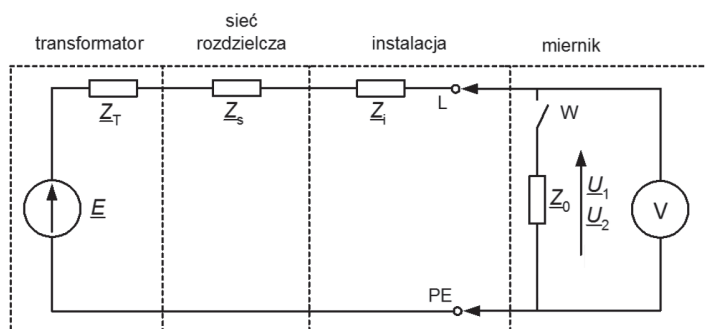 transformator
sieć
rozdzielcza
instalacja
miernik
Z_T
Z_s
Z_i
L
W
E
Z_0
U_1
U_2
V
PE